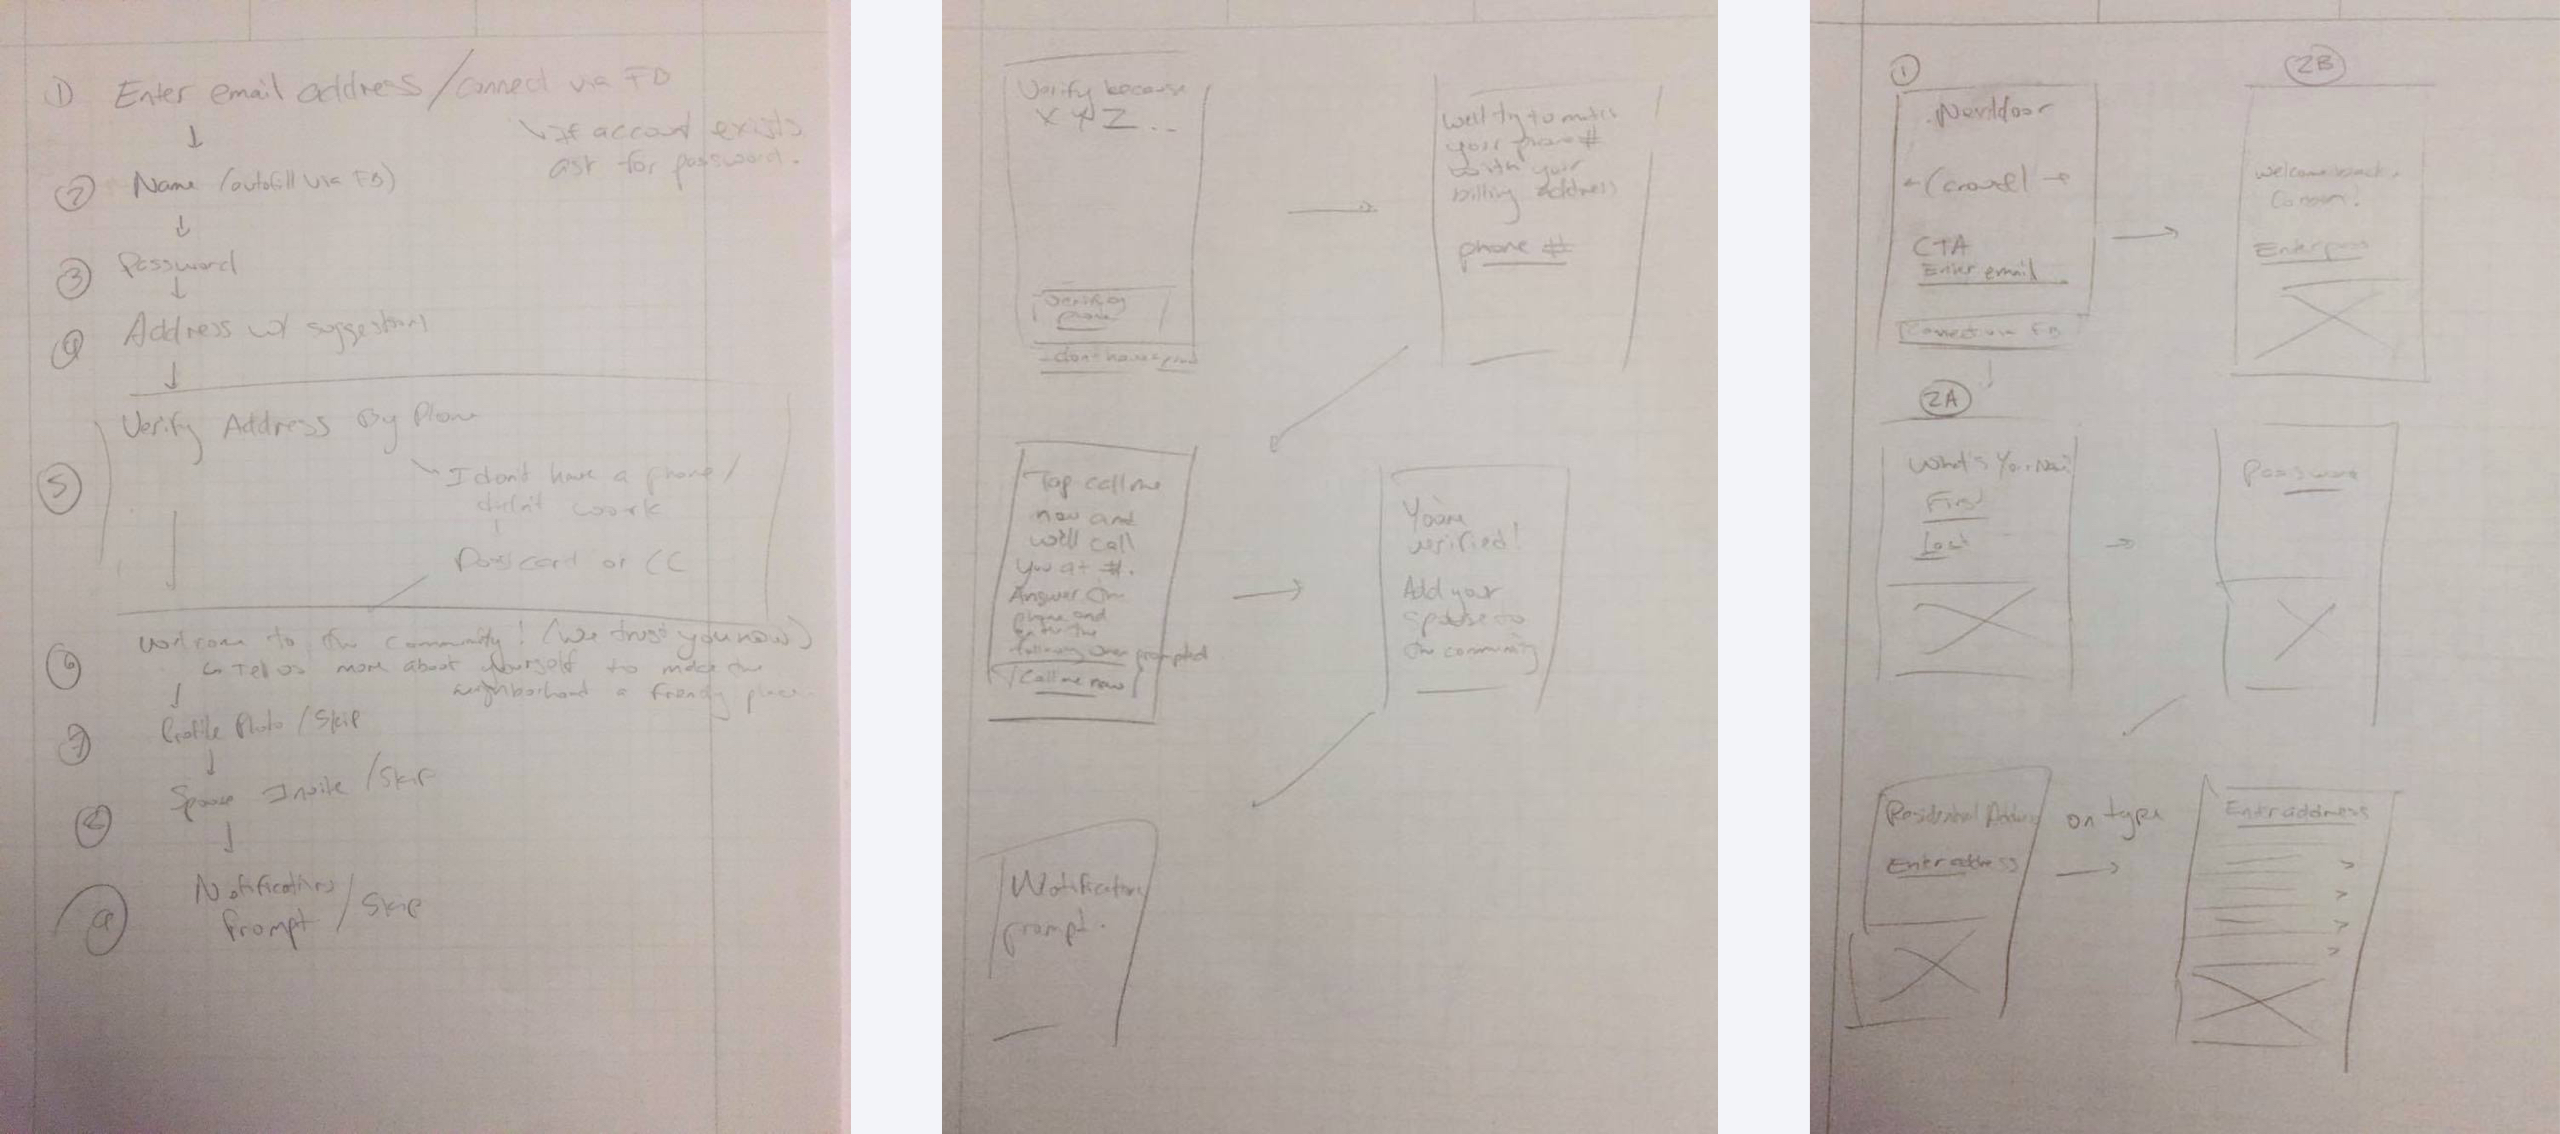 ① Enter email address / connect via FB
↳ If account exists
ask for password.
② Name (autofill via FB)
③ Password
④ Address w/ suggestions
⑤ Verify Address By Phone
I don't have a phone /
didn't work
Postcard or CC
⑥ Welcome to the community! (We trust you now)
↳ Tell us more about yourself to make the
neighborhood a friendly place.
⑦ Profile Photo / Skip
⑧ Spouse Invite / Skip
⑨ Notifications / Skip
Prompt
Verify because
X Y Z . .
Verify by
phone
don't have a phone
We'll try to match
your phone #
with your
billing address
phone #
Tap call me
now and
we'll call
you at #.
Answer the
phone and
enter the
following when prompted
Call me now
You're
verified!
Add your
spouse to
the community
Notification
prompt.
①
Nextdoor
CTA
Enter email
Connect via FB
2B
Welcome back,
Enter pass
2A
What's Your Name
First
Last
Password
Residential Address
Enter address
on type
Enter address